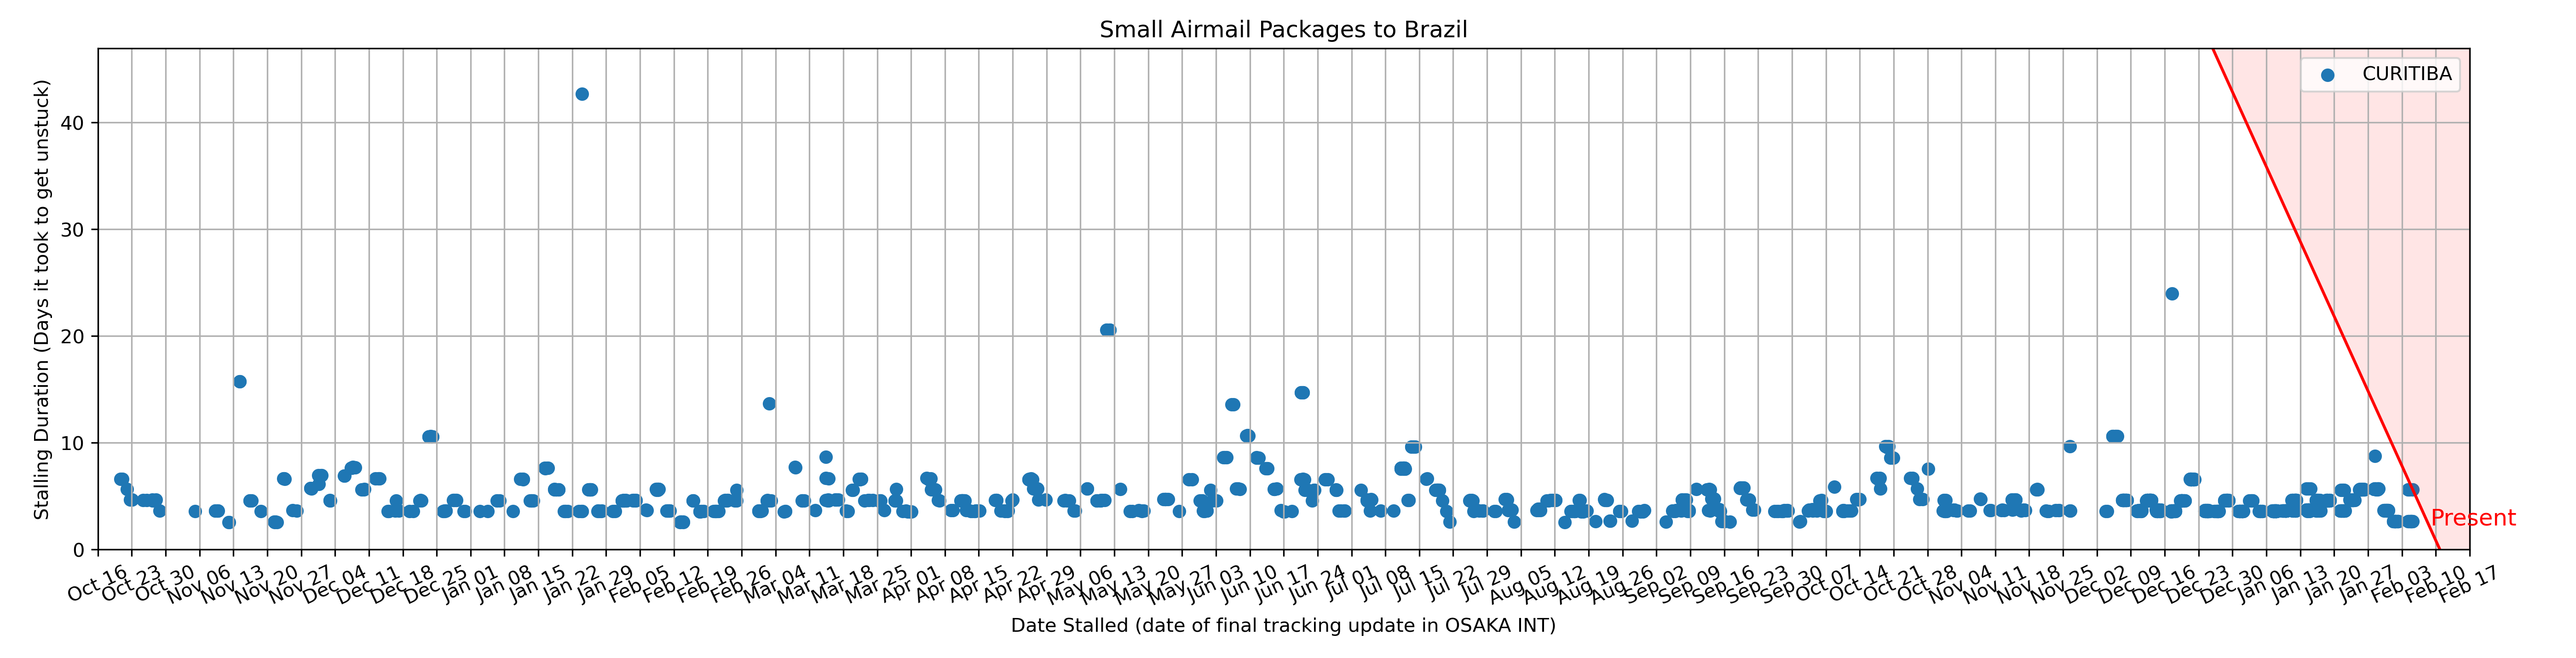 Small Airmail Packages to Brazil
CURITIBA
Stalling Duration (Days it took to get unstuck)
40
30
20
10
0
Present
Oct 16 Oct 23 Oct 30 Nov 06 Nov 13 Nov 20 Nov 27 Dec 04 Dec 11 Dec 18 Dec 25 Jan 01 Jan 08 Jan 15 Jan 22 Jan 29 Feb 05 Feb 12 Feb 19 Feb 26 Mar 04 Mar 11 Mar 18 Mar 25 Apr 01 Apr 08 Apr 15 Apr 22 Apr 29 May 06 May 13 May 20 May 27 Jun 03 Jun 10 Jun 17 Jun 24 Jul 01 Jul 08 Jul 15 Jul 22 Jul 29 Aug 05 Aug 12 Aug 19 Aug 26 Sep 02 Sep 09 Sep 16 Sep 23 Sep 30 Oct 07 Oct 14 Oct 21 Oct 28 Nov 04 Nov 11 Nov 18 Nov 25 Dec 02 Dec 09 Dec 16 Dec 23 Dec 30 Jan 06 Jan 13 Jan 20 Jan 27 Feb 03 Feb 10 Feb 17
Date Stalled (date of final tracking update in OSAKA INT)